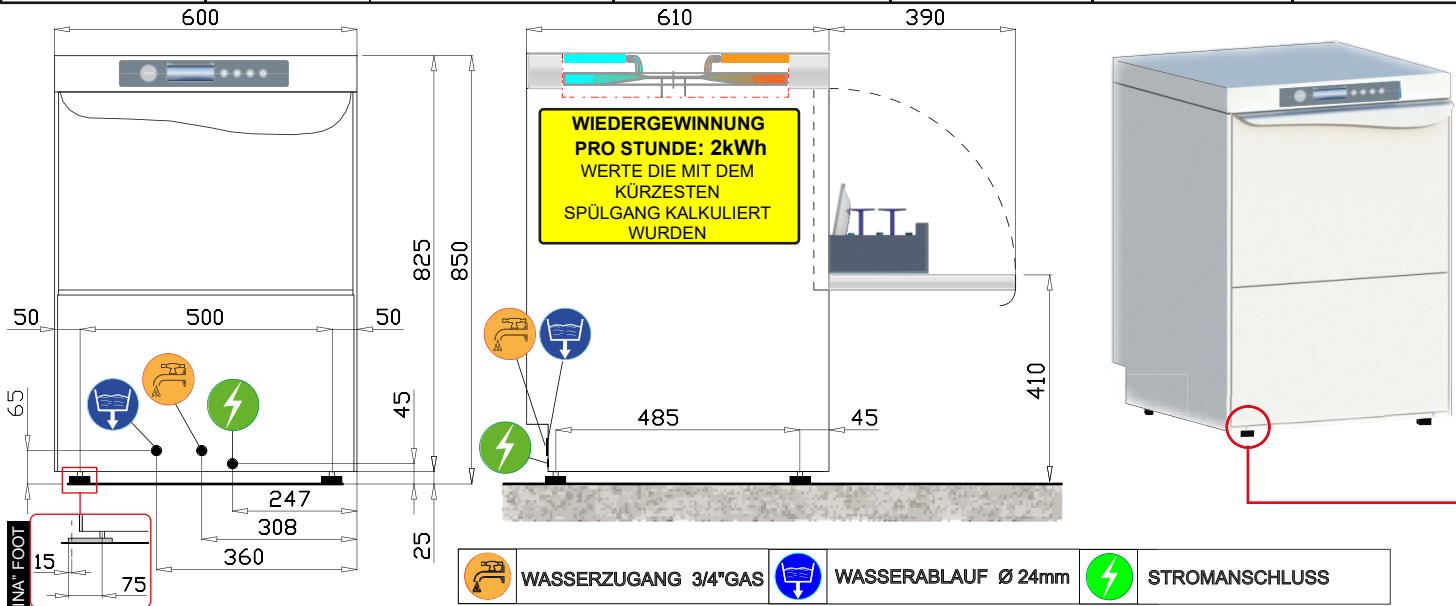 600
610
390
WIEDERGEWINNUNG
PRO STUNDE: 2kWh
WERTE DIE MIT DEM
KÜRZESTEN
SPÜLGANG KALKULIERT
WURDEN
825
850
50
500
50
65
45
410
485
45
247
308
360
25
INA" FOOT
15
75
WASSERZUGANG 3/4"GAS
WASSERABLAUF Ø 24mm
STROMANSCHLUSS